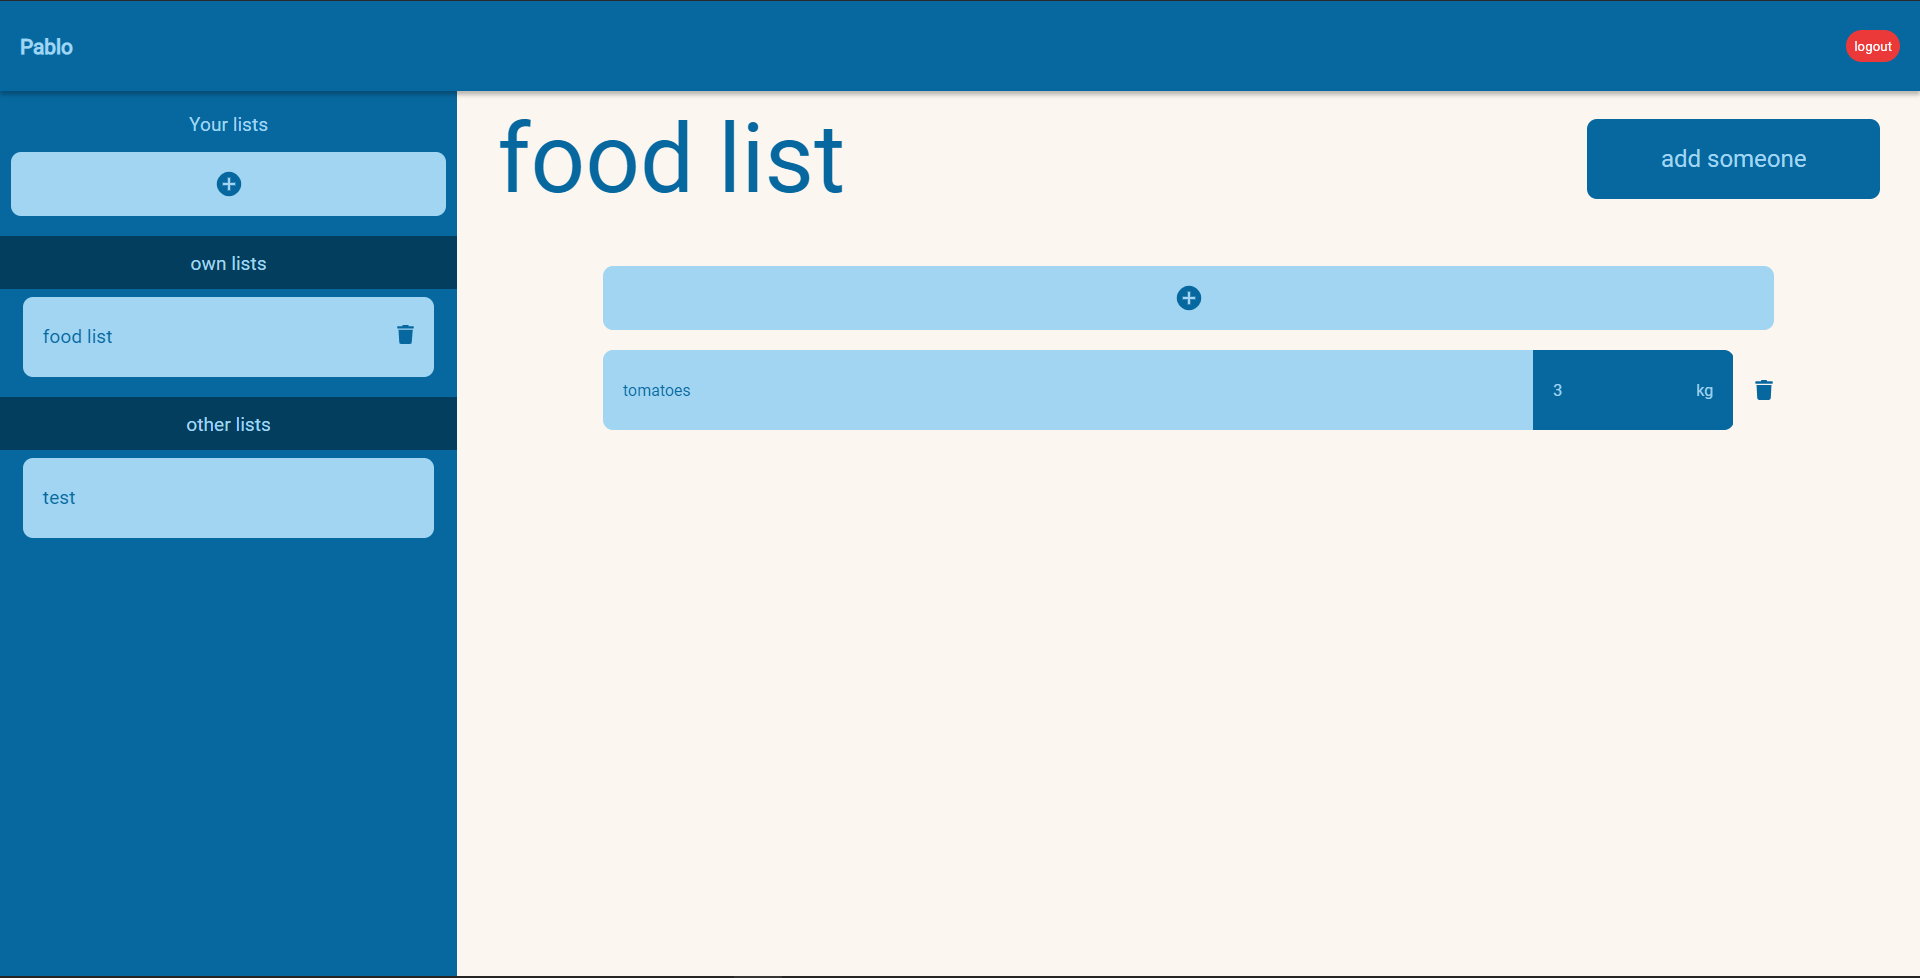 Pablo
logout
Your lists
own lists
food list
other lists
test
food list
add someone
tomatoes 3 kg